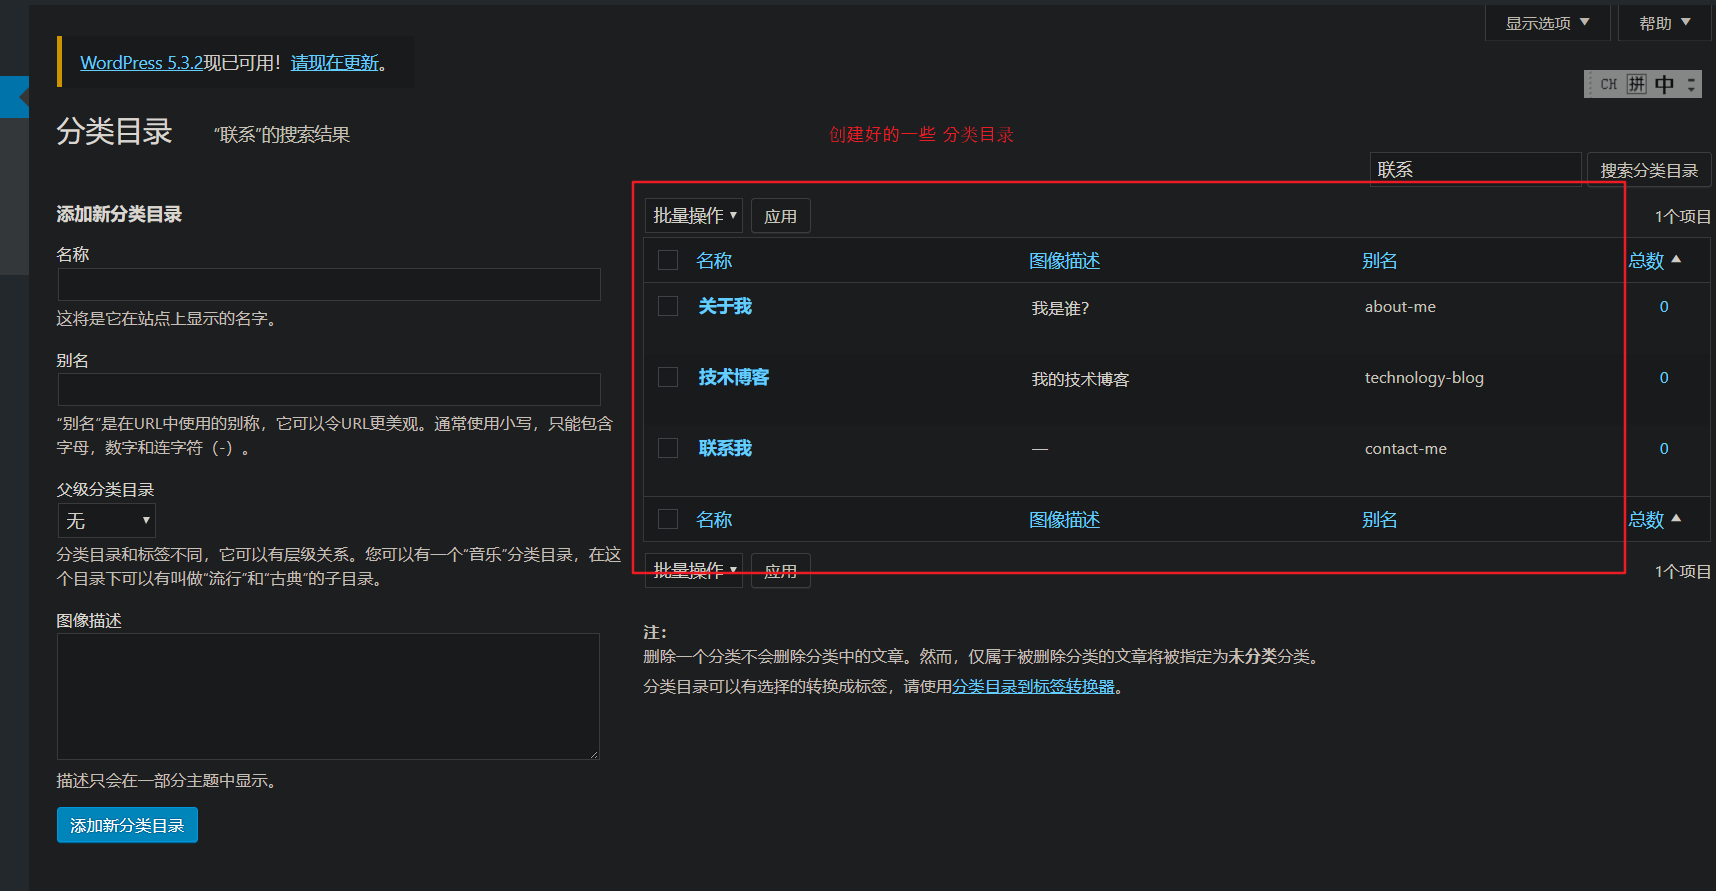 显示选项 ▼
帮助 ▼
WordPress 5.3.2现已可用！请现在更新。
CH 拼 中
分类目录
“联系”的搜索结果
创建好的一些 分类目录
联系
搜索分类目录
添加新分类目录
名称
这将是它在站点上显示的名字。
别名
“别名”是在URL中使用的别称，它可以令URL更美观。通常使用小写，只能包含
字母，数字和连字符（-）。
父级分类目录
无
分类目录和标签不同，它可以有层级关系。您可以有一个“音乐”分类目录，在这
个目录下可以有叫做“流行”和“古典”的子目录。
图像描述
描述只会在一部分主题中显示。
添加新分类目录
批量操作 应用 1个项目
名称 图像描述 别名 总数
关于我 我是谁？ about-me 0
技术博客 我的技术博客 technology-blog 0
联系我 — contact-me 0
名称 图像描述 别名 总数
批量操作 应用 1个项目
注：
删除一个分类不会删除分类中的文章。然而，仅属于被删除分类的文章将被指定为未分类分类。
分类目录可以有选择的转换成标签，请使用分类目录到标签转换器。